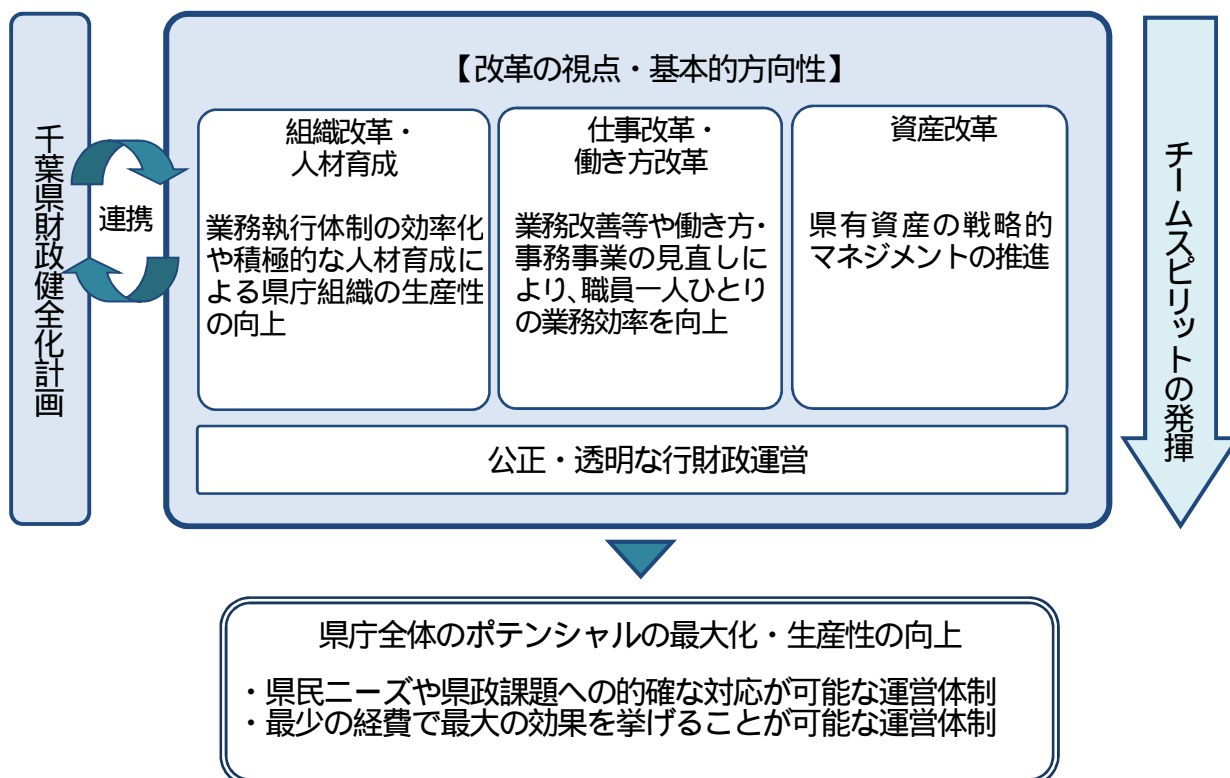 千葉県財政健全化計画
連携
【改革の視点・基本的方向性】
組織改革・
人材育成
業務執行体制の効率化
や積極的な人材育成に
よる県庁組織の生産性
の向上
仕事改革・
働き方改革
業務改善等や働き方・
事務事業の見直しに
より、職員一人ひとり
の業務効率を向上
資産改革
県有資産の戦略的
マネジメントの推進
公正・透明な行財政運営
チームスピリットの発揮
県庁全体のポテンシャルの最大化・生産性の向上
・県民ニーズや県政課題への的確な対応が可能な運営体制
・最少の経費で最大の効果を挙げることが可能な運営体制